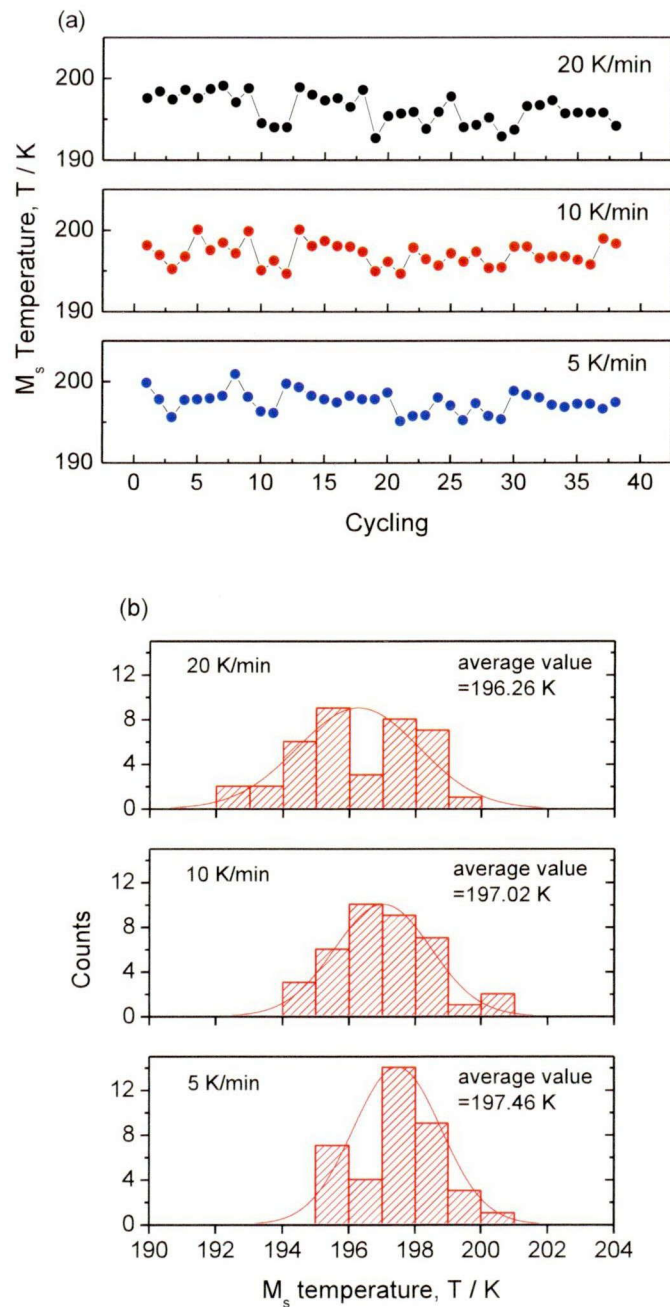 (a)
20 K/min
200
190
10 K/min
200
190
5 K/min
200
190
Ms Temperature, T / K
0 5 10 15 20 25 30 35 40
Cycling
(b)
20 K/min
average value
=196.26 K
12
8
4
0
10 K/min
average value
=197.02 K
12
8
4
0
5 K/min
average value
=197.46 K
12
8
4
0
Counts
190 192 194 196 198 200 202 204
Ms temperature, T / K